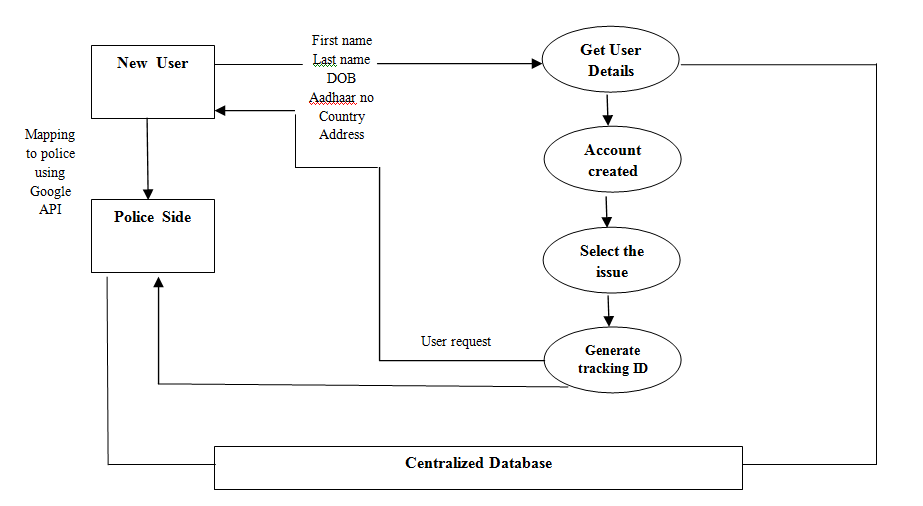 New User
First name
Last name
DOB
Aadhaar no
Country
Address
Get User
Details
Account
created
Mapping
to police
using
Google
API
Police Side
Select the
issue
User request
Generate
tracking ID
Centralized Database